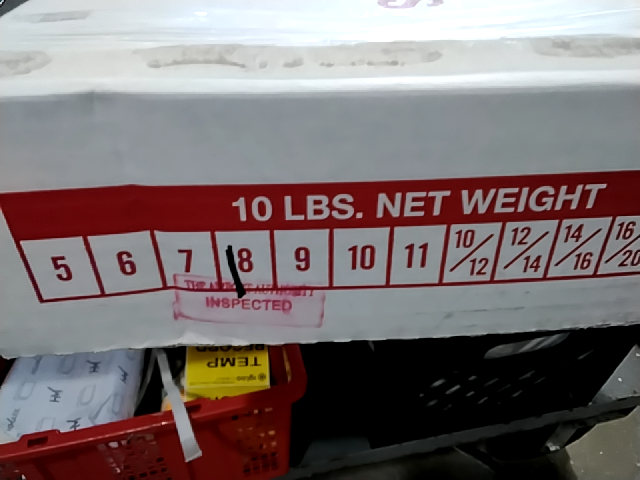 10 LBS. NET WEIGHT
5 6 7 8 9 10 11 10/12 12/14 14/16 16/20
INSPECTED
TEMP